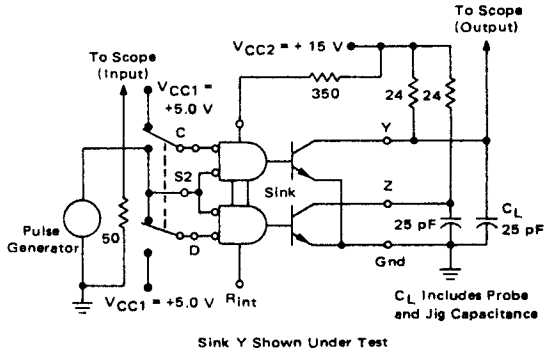 To Scope
(Output)
To Scope
(Input)
VCC2 = + 15 V
VCC1 =
+5.0 V
350
24
24
C
Y
S2
Sink
Z
Pulse
Generator
50
25 pF
CL
25 pF
D
Gnd
VCC1 = +5.0 V
Rint
CL Includes Probe
and Jig Capacitance
Sink Y Shown Under Test